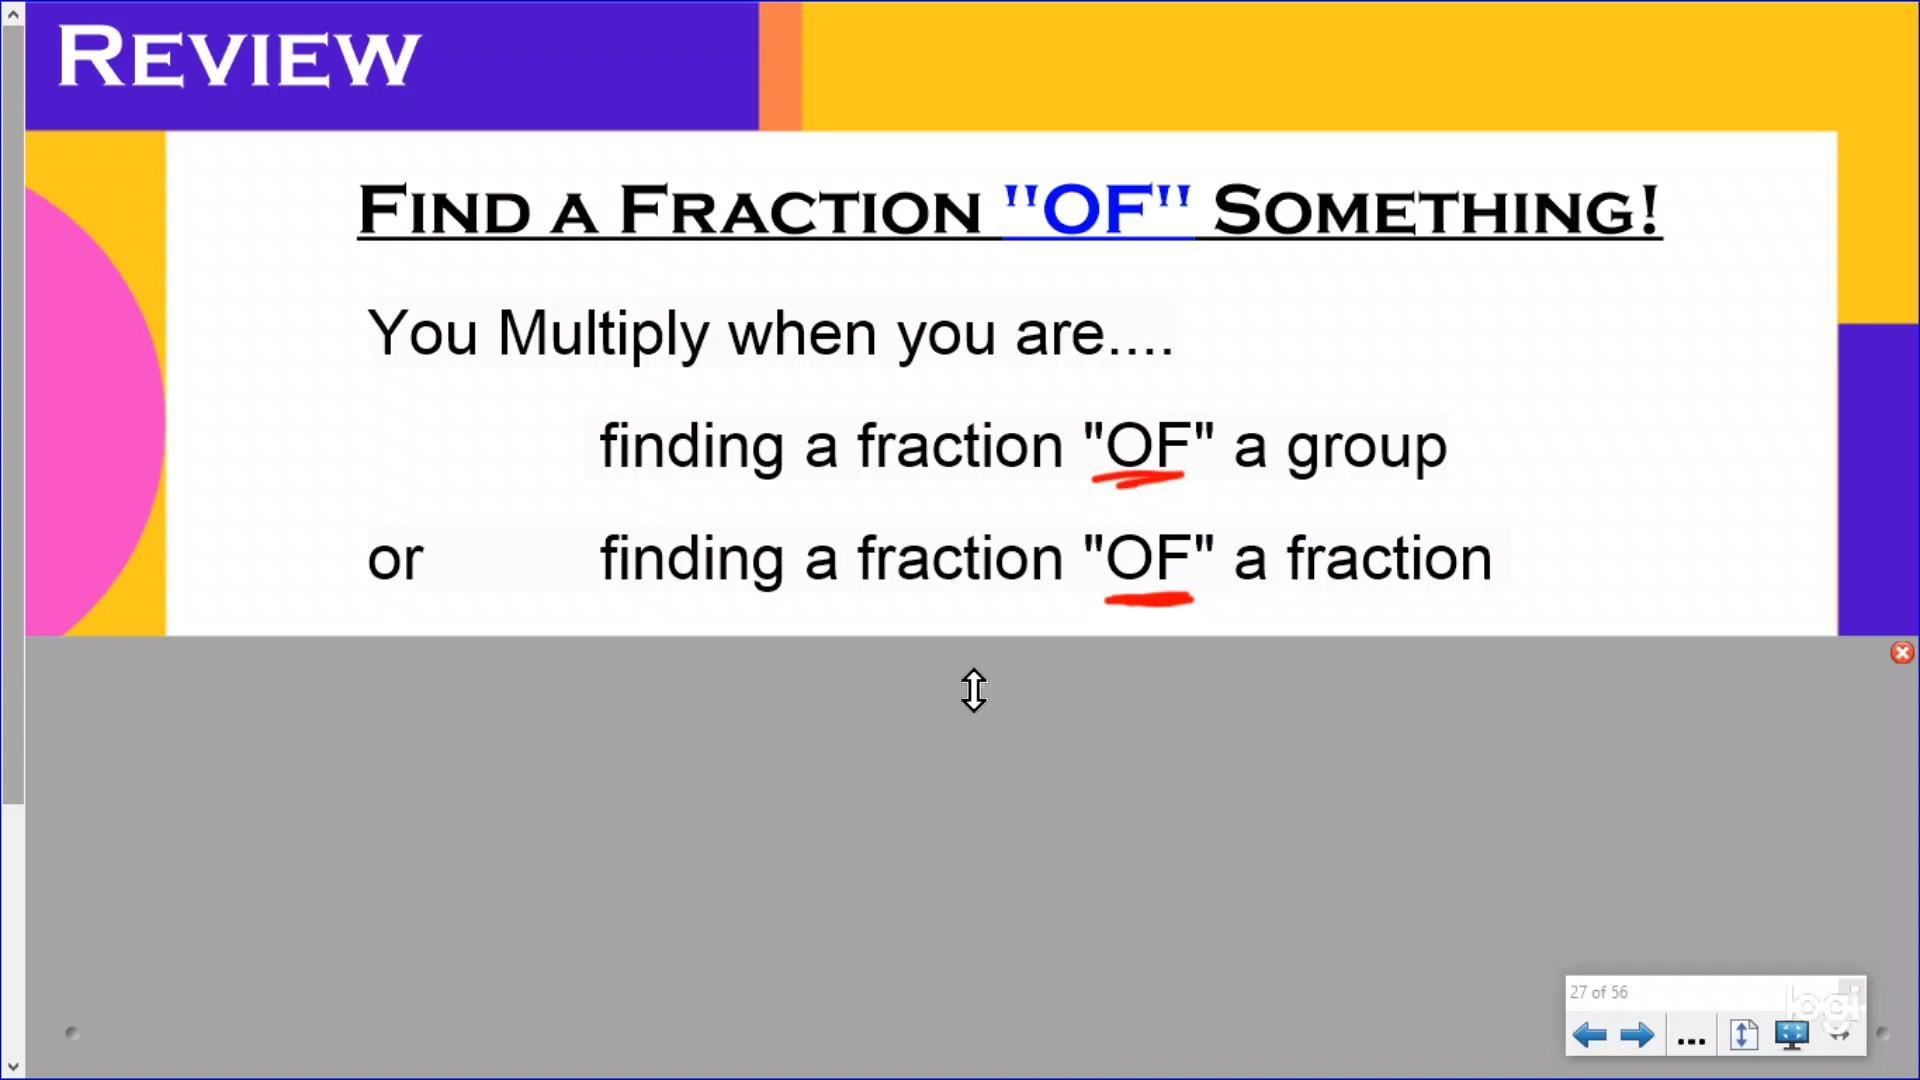 REVIEW
FIND A FRACTION "OF" SOMETHING!
You Multiply when you are....
finding a fraction "OF" a group
or finding a fraction "OF" a fraction
27 of 56
logi
...